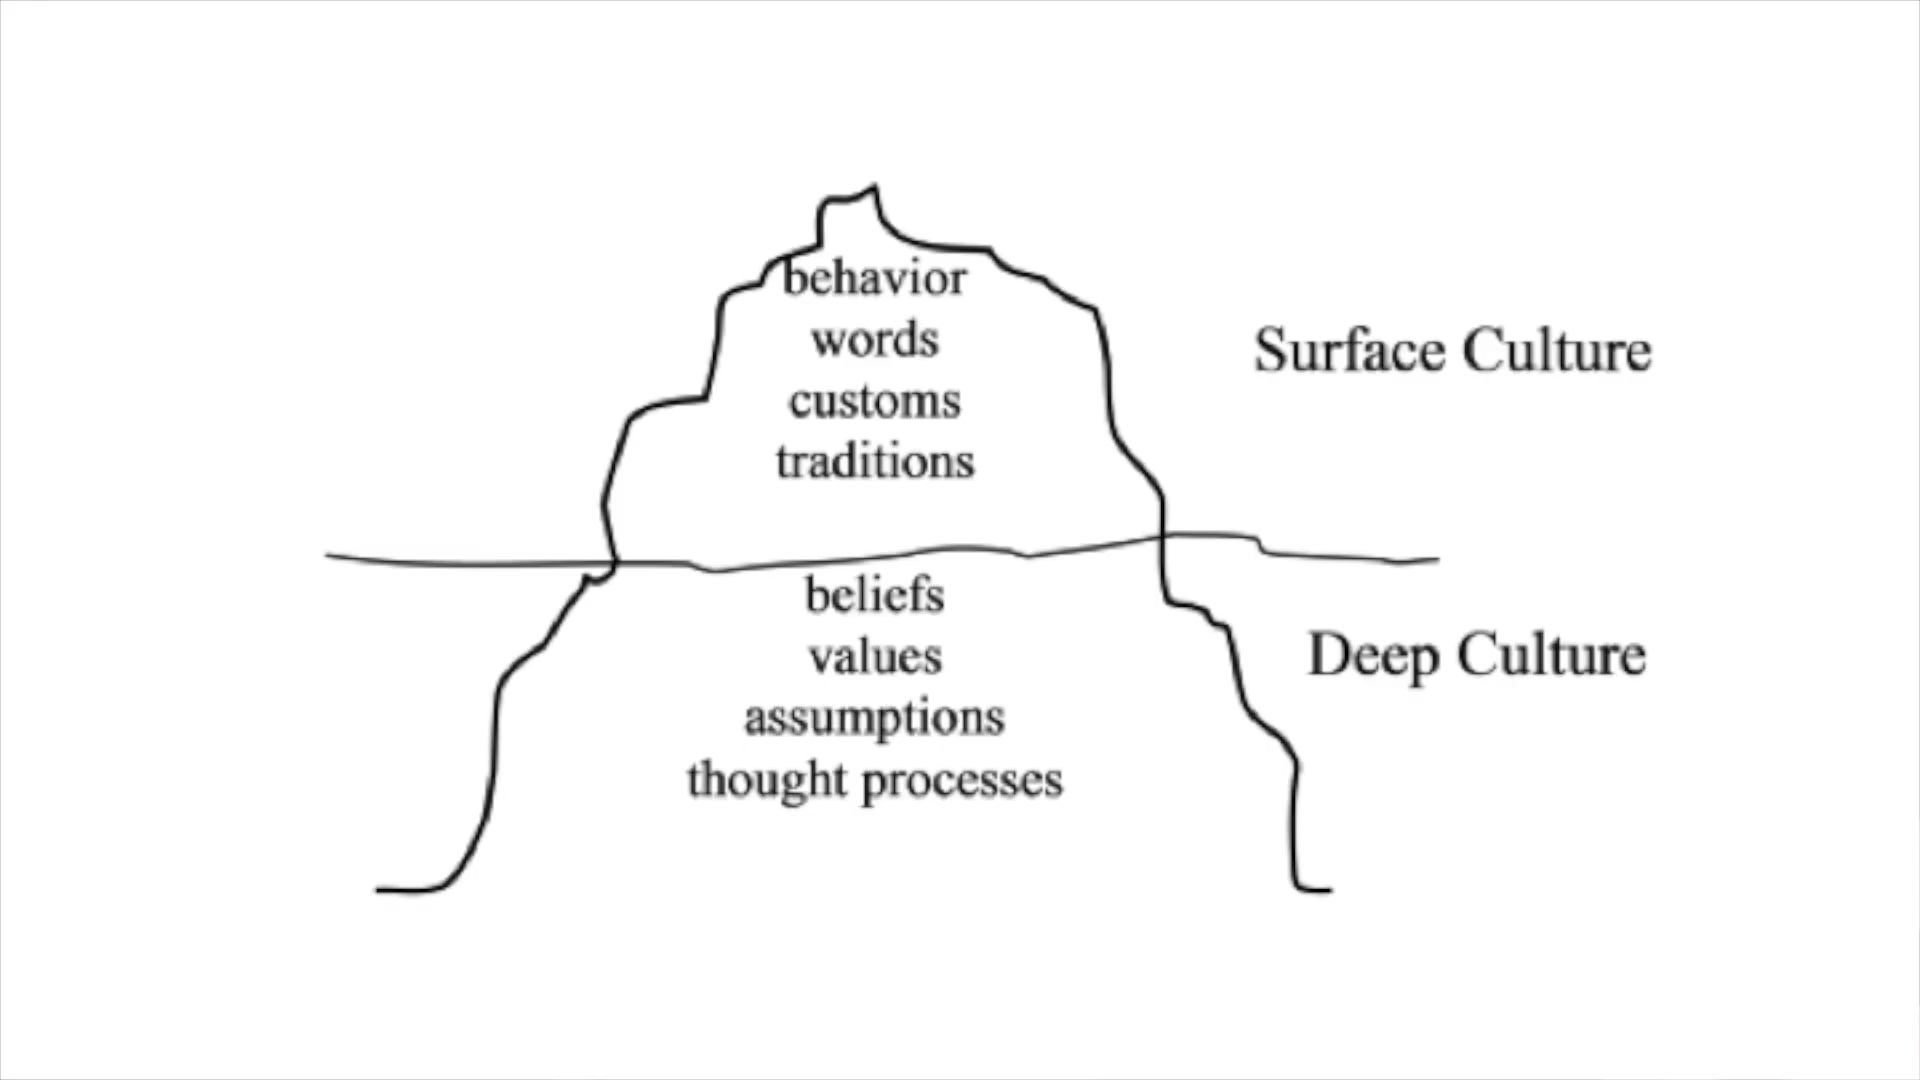 behavior
words
customs
traditions
Surface Culture
beliefs
values
assumptions
thought processes
Deep Culture